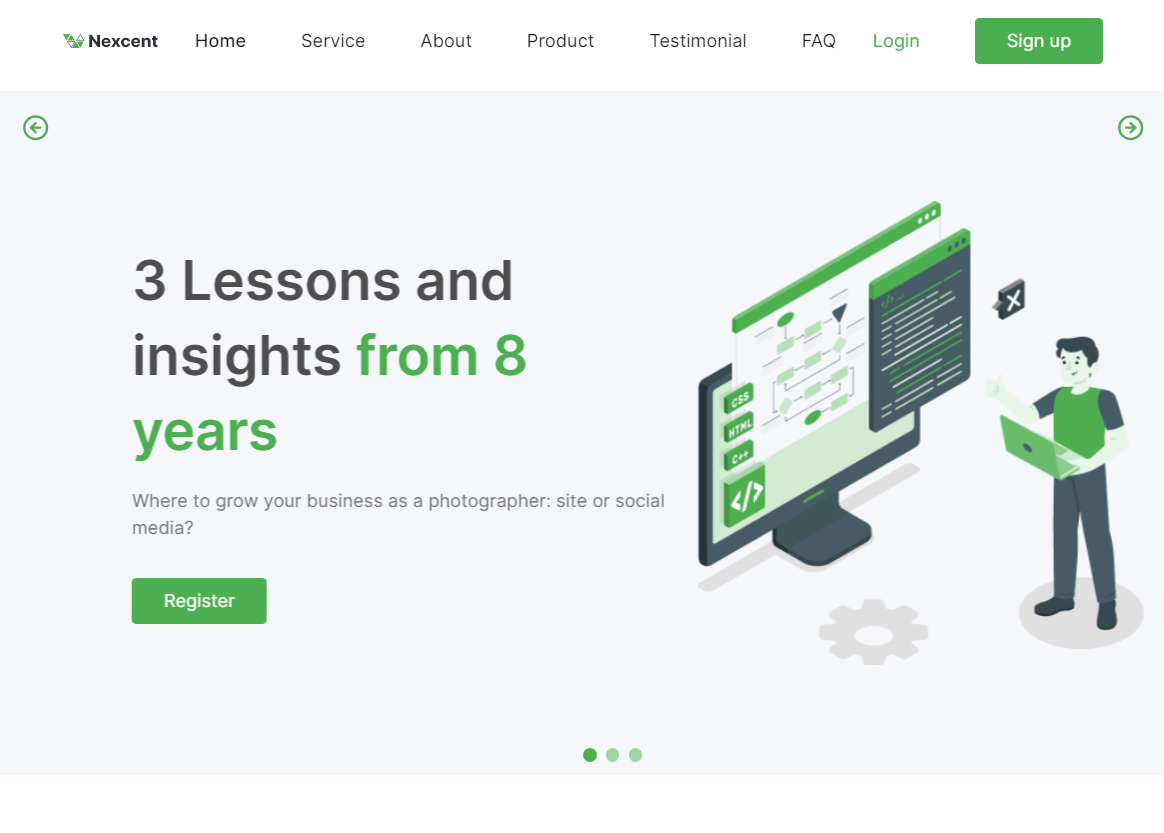 Nexcent Home Service About Product Testimonial FAQ Login Sign up
3 Lessons and
insights from 8
years
Where to grow your business as a photographer: site or social
media?
Register
CSS
HTML
C++
</>
</>...
X